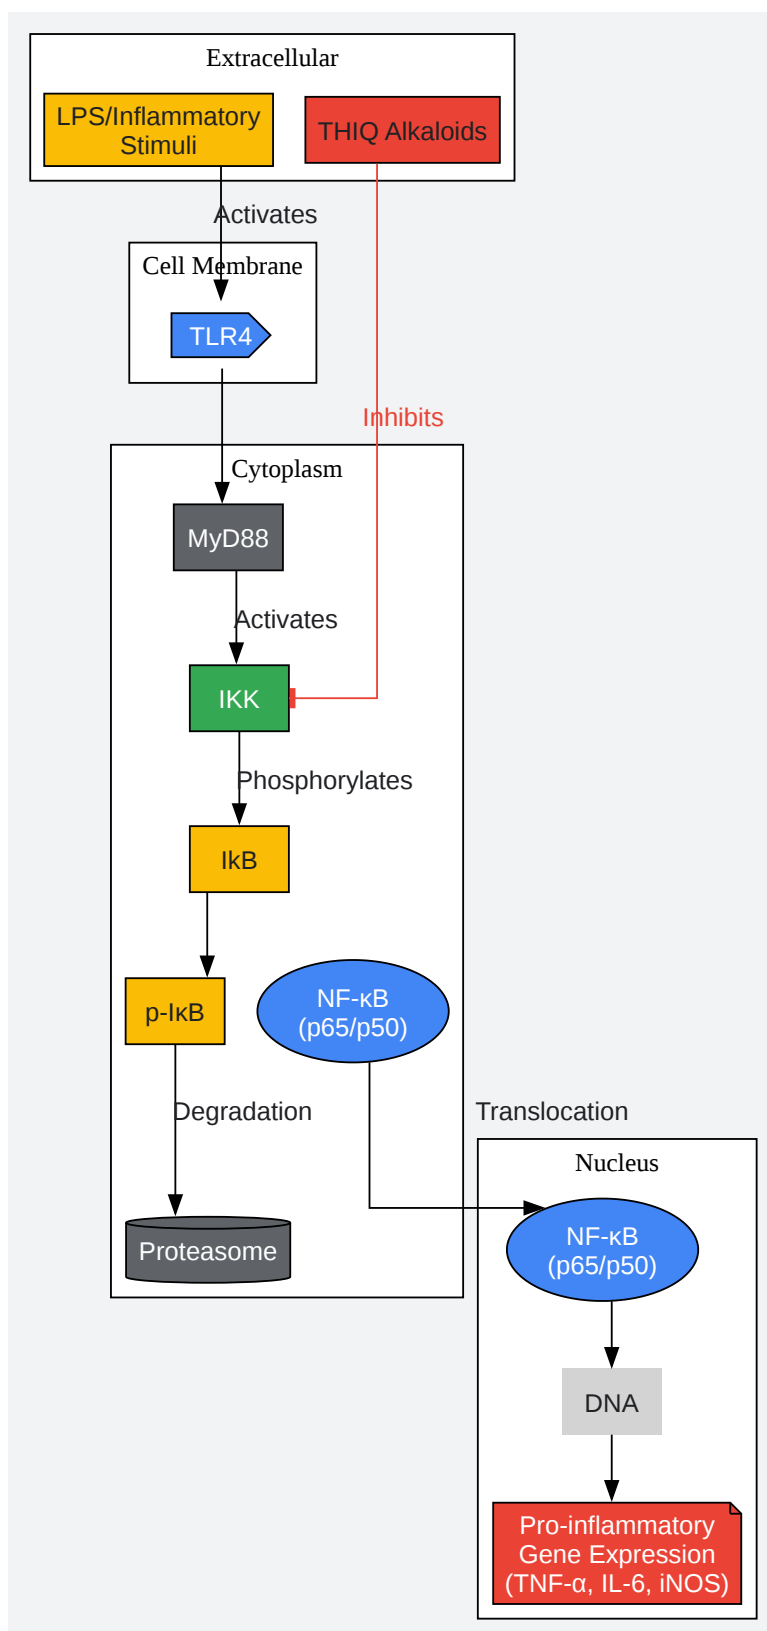 Extracellular
LPS/Inflammatory
Stimuli
THIQ Alkaloids
Activates
Cell Membrane
TLR4
Inhibits
Cytoplasm
MyD88
Activates
IKK
Phosphorylates
IkB
p-IκB
NF-κB
(p65/p50)
Degradation
Translocation
Proteasome
Nucleus
NF-κB
(p65/p50)
DNA
Pro-inflammatory
Gene Expression
(TNF-α, IL-6, iNOS)